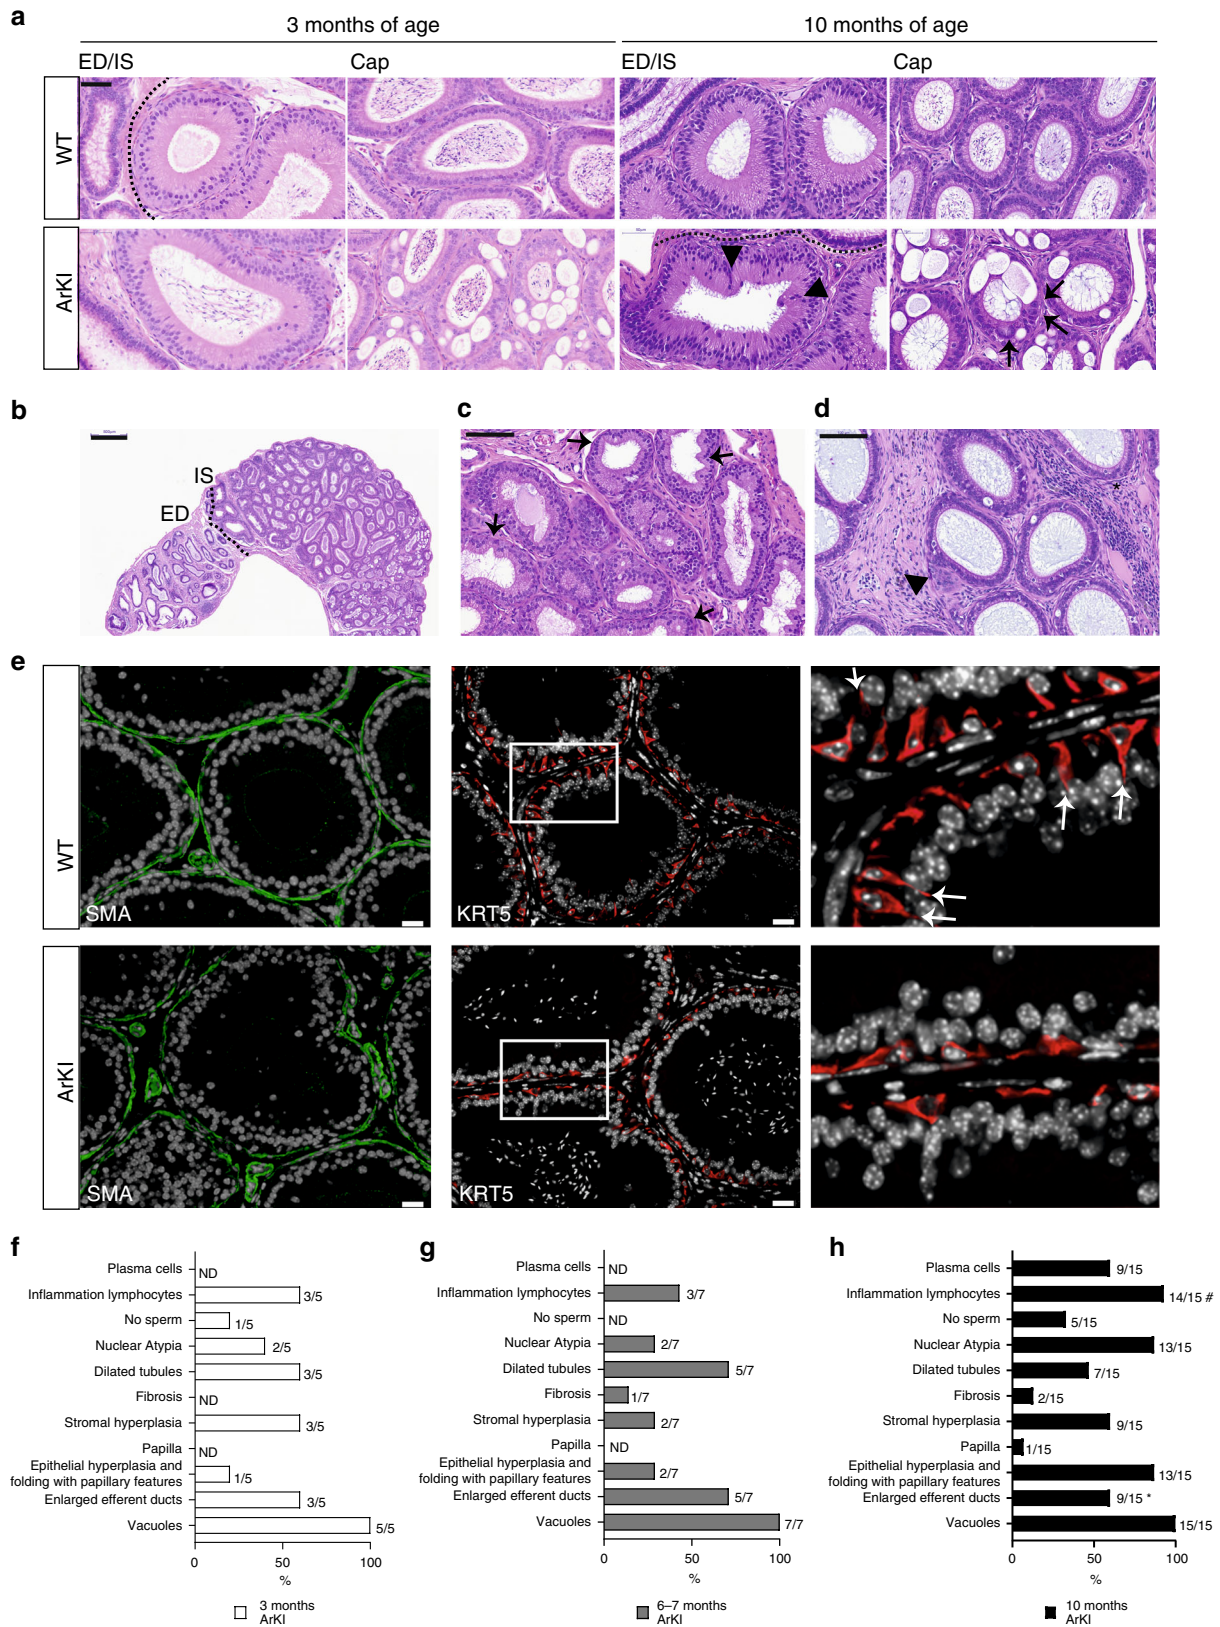 a
3 months of age
10 months of age
ED/IS
Cap
ED/IS
Cap
WT
ArKI
b
c
d
IS
ED
*
e
WT
SMA
KRT5
ArKI
SMA
KRT5
f
Plasma cells
ND
Inflammation lymphocytes
3/5
No sperm
1/5
Nuclear Atypia
2/5
Dilated tubules
3/5
Fibrosis
ND
Stromal hyperplasia
3/5
Papilla
ND
Epithelial hyperplasia and
folding with papillary features
1/5
Enlarged efferent ducts
3/5
Vacuoles
5/5
0
50
100
%
3 months
ArKI
g
Plasma cells
ND
Inflammation lymphocytes
3/7
No sperm
ND
Nuclear Atypia
2/7
Dilated tubules
5/7
Fibrosis
1/7
Stromal hyperplasia
2/7
Papilla
ND
Epithelial hyperplasia and
folding with papillary features
2/7
Enlarged efferent ducts
5/7
Vacuoles
7/7
0
50
100
%
6–7 months
ArKI
h
Plasma cells
9/15
Inflammation lymphocytes
14/15 #
No sperm
5/15
Nuclear Atypia
13/15
Dilated tubules
7/15
Fibrosis
2/15
Stromal hyperplasia
9/15
Papilla
1/15
Epithelial hyperplasia and
folding with papillary features
13/15
Enlarged efferent ducts
9/15 *
Vacuoles
15/15
0
50
100
%
10 months
ArKI